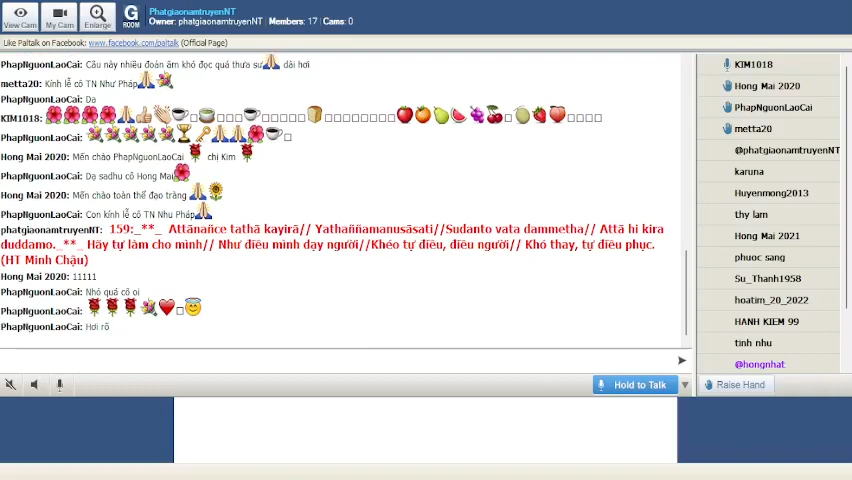 PhatgiaonamtruyenNT
Owner: phatgiaonamtruyenNT | Members: 17 | Cams: 0
View Cam
My Cam
Enlarge
G
ROOM
Like Paltalk on Facebook: www.facebook.com/paltalk (Official Page)
PhapNguonLaoCai: Câu này nhiều đoản âm khó đọc quá thưa sư dài hơi
metta20: Kính lễ cô TN Như Pháp
PhapNguonLaoCai: Dạ
KIM1018:
PhapNguonLaoCai:
Hong Mai 2020: Mến chào PhapNguonLaoCai chị Kim
PhapNguonLaoCai: Dạ sadhu cô Hong Mai
Hong Mai 2020: Mến chào toàn thể đạo tràng
PhapNguonLaoCai: Con kính lễ cô TN Nhu Pháp
phatgiaonamtruyenNT: 159:_**_ Attānañce tathā kayirā// Yathaññamanusāsati//Sudanto vata dammetha// Attā hi kira
duddamo._**_ Hãy tự làm cho mình// Như điều mình dạy người//Khéo tự điều, điều người// Khó thay, tự điều phục.
(HT Minh Châu)
Hong Mai 2020: 11111
PhapNguonLaoCai: Nhỏ quá cô oi
PhapNguonLaoCai:
PhapNguonLaoCai: Hơi rõ
Hold to Talk
KIM1018
Hong Mai 2020
PhapNguonLaoCai
metta20
@phatgiaonamtruyenNT
karuna
Huyenmong2013
thy lam
Hong Mai 2021
phuoc sang
Su_Thanh1958
hoatim_20_2022
HANH KIEM 99
tinh nhu
@hongnhat
Raise Hand